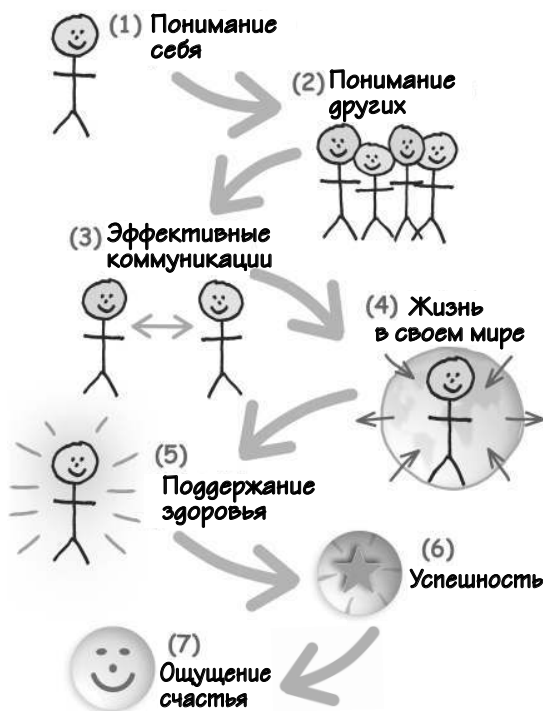 (1) Понимание
себя
(2) Понимание
других
(3) Эффективные
коммуникации
(4) Жизнь
в своем мире
(5)
Поддержание
здоровья
(6)
Успешность
(7)
Ощущение
счастья